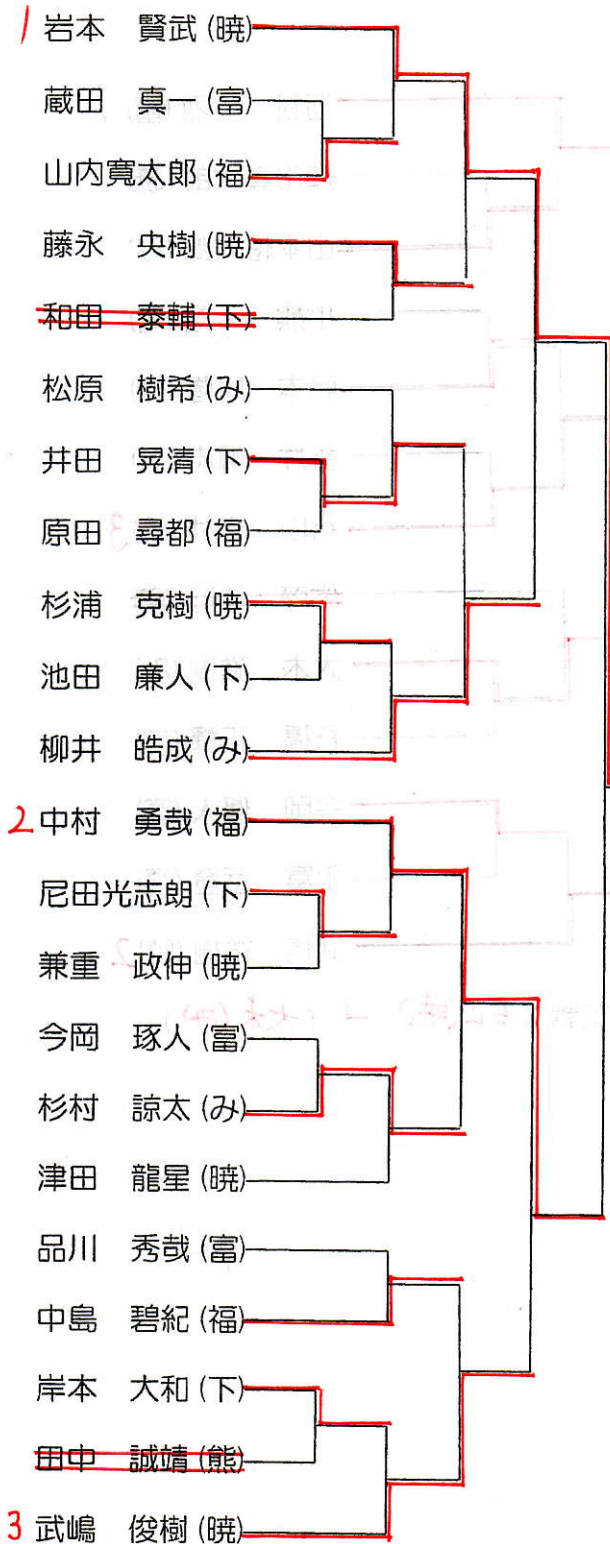 1 岩本 賢武(暁)
蔵田 真一(富)
山内寛太郎(福)
藤永 央樹(暁)
和田 泰輔(下)
松原 樹希(み)
井田 晃清(下)
原田 尋都(福)
杉浦 克樹(暁)
池田 廉人(下)
柳井 皓成(み)
2 中村 勇哉(福)
尼田光志朗(下)
兼重 政伸(暁)
今岡 琢人(富)
杉村 諒太(み)
津田 龍星(暁)
品川 秀哉(富)
中島 碧紀(福)
岸本 大和(下)
田中 誠靖(熊)
3 武嶋 俊樹(暁)